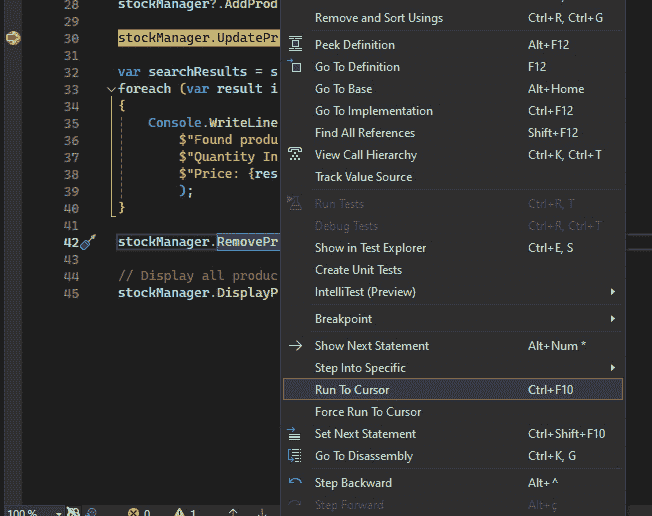 28 stockManager?.AddProd
29
30 stockManager.UpdatePr
31
32 var searchResults = s
33 foreach (var result i
34 {
35 Console.WriteLine
36 $"Found produ
37 $"Quantity In
38 $"Price: {res
39 );
40 }
41
42 stockManager.RemovePr
43
44 // Display all produc
45 stockManager.DisplayP
100 % 0 1
Remove and Sort Usings Ctrl+R, Ctrl+G
Peek Definition Alt+F12
Go To Definition F12
Go To Base Alt+Home
Go To Implementation Ctrl+F12
Find All References Shift+F12
View Call Hierarchy Ctrl+K, Ctrl+T
Track Value Source
Run Tests Ctrl+R, T
Debug Tests Ctrl+R, Ctrl+T
Show in Test Explorer Ctrl+E, S
Create Unit Tests
IntelliTest (Preview)
Breakpoint
Show Next Statement Alt+Num *
Step Into Specific
Run To Cursor Ctrl+F10
Force Run To Cursor
Set Next Statement Ctrl+Shift+F10
Go To Disassembly Ctrl+K, G
Step Backward Alt+^
Step Forward Alt+ç